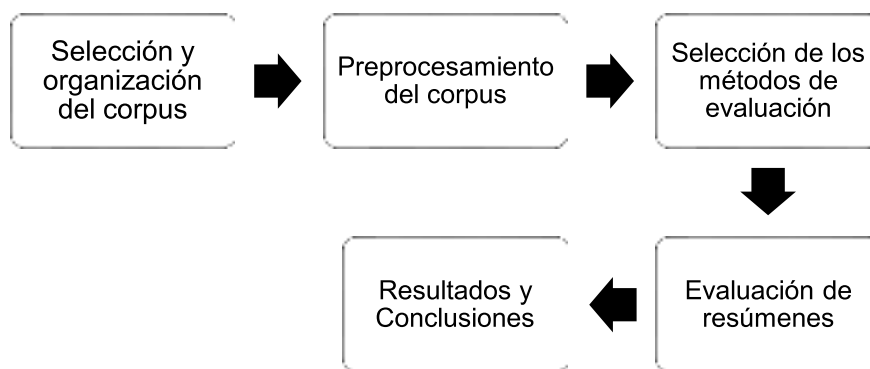 Selección y
organización
del corpus
Preprocesamiento
del corpus
Selección de los
métodos de
evaluación
Evaluación de
resúmenes
Resultados y
Conclusiones